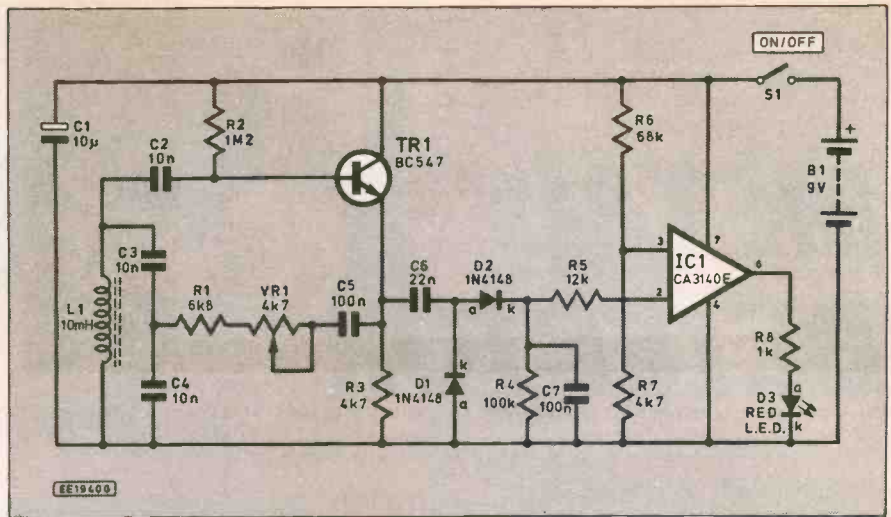 ON/OFF
S1
C1
10µ
C2
10n
R2
1M2
TR1
BC547
R6
68k
B1
9V
+
C3
10n
L1
10mH
R1
6k8
VR1
4k7
C5
100n
C6
22n
D2
1N4148
a
k
R5
12k
3
2
7
IC1
CA3140E
6
4
C4
10n
R3
4k7
D1
1N4148
k
a
R4
100k
C7
100n
R7
4k7
R8
1k
a
D3
RED
L.E.D.
k
EE1940G